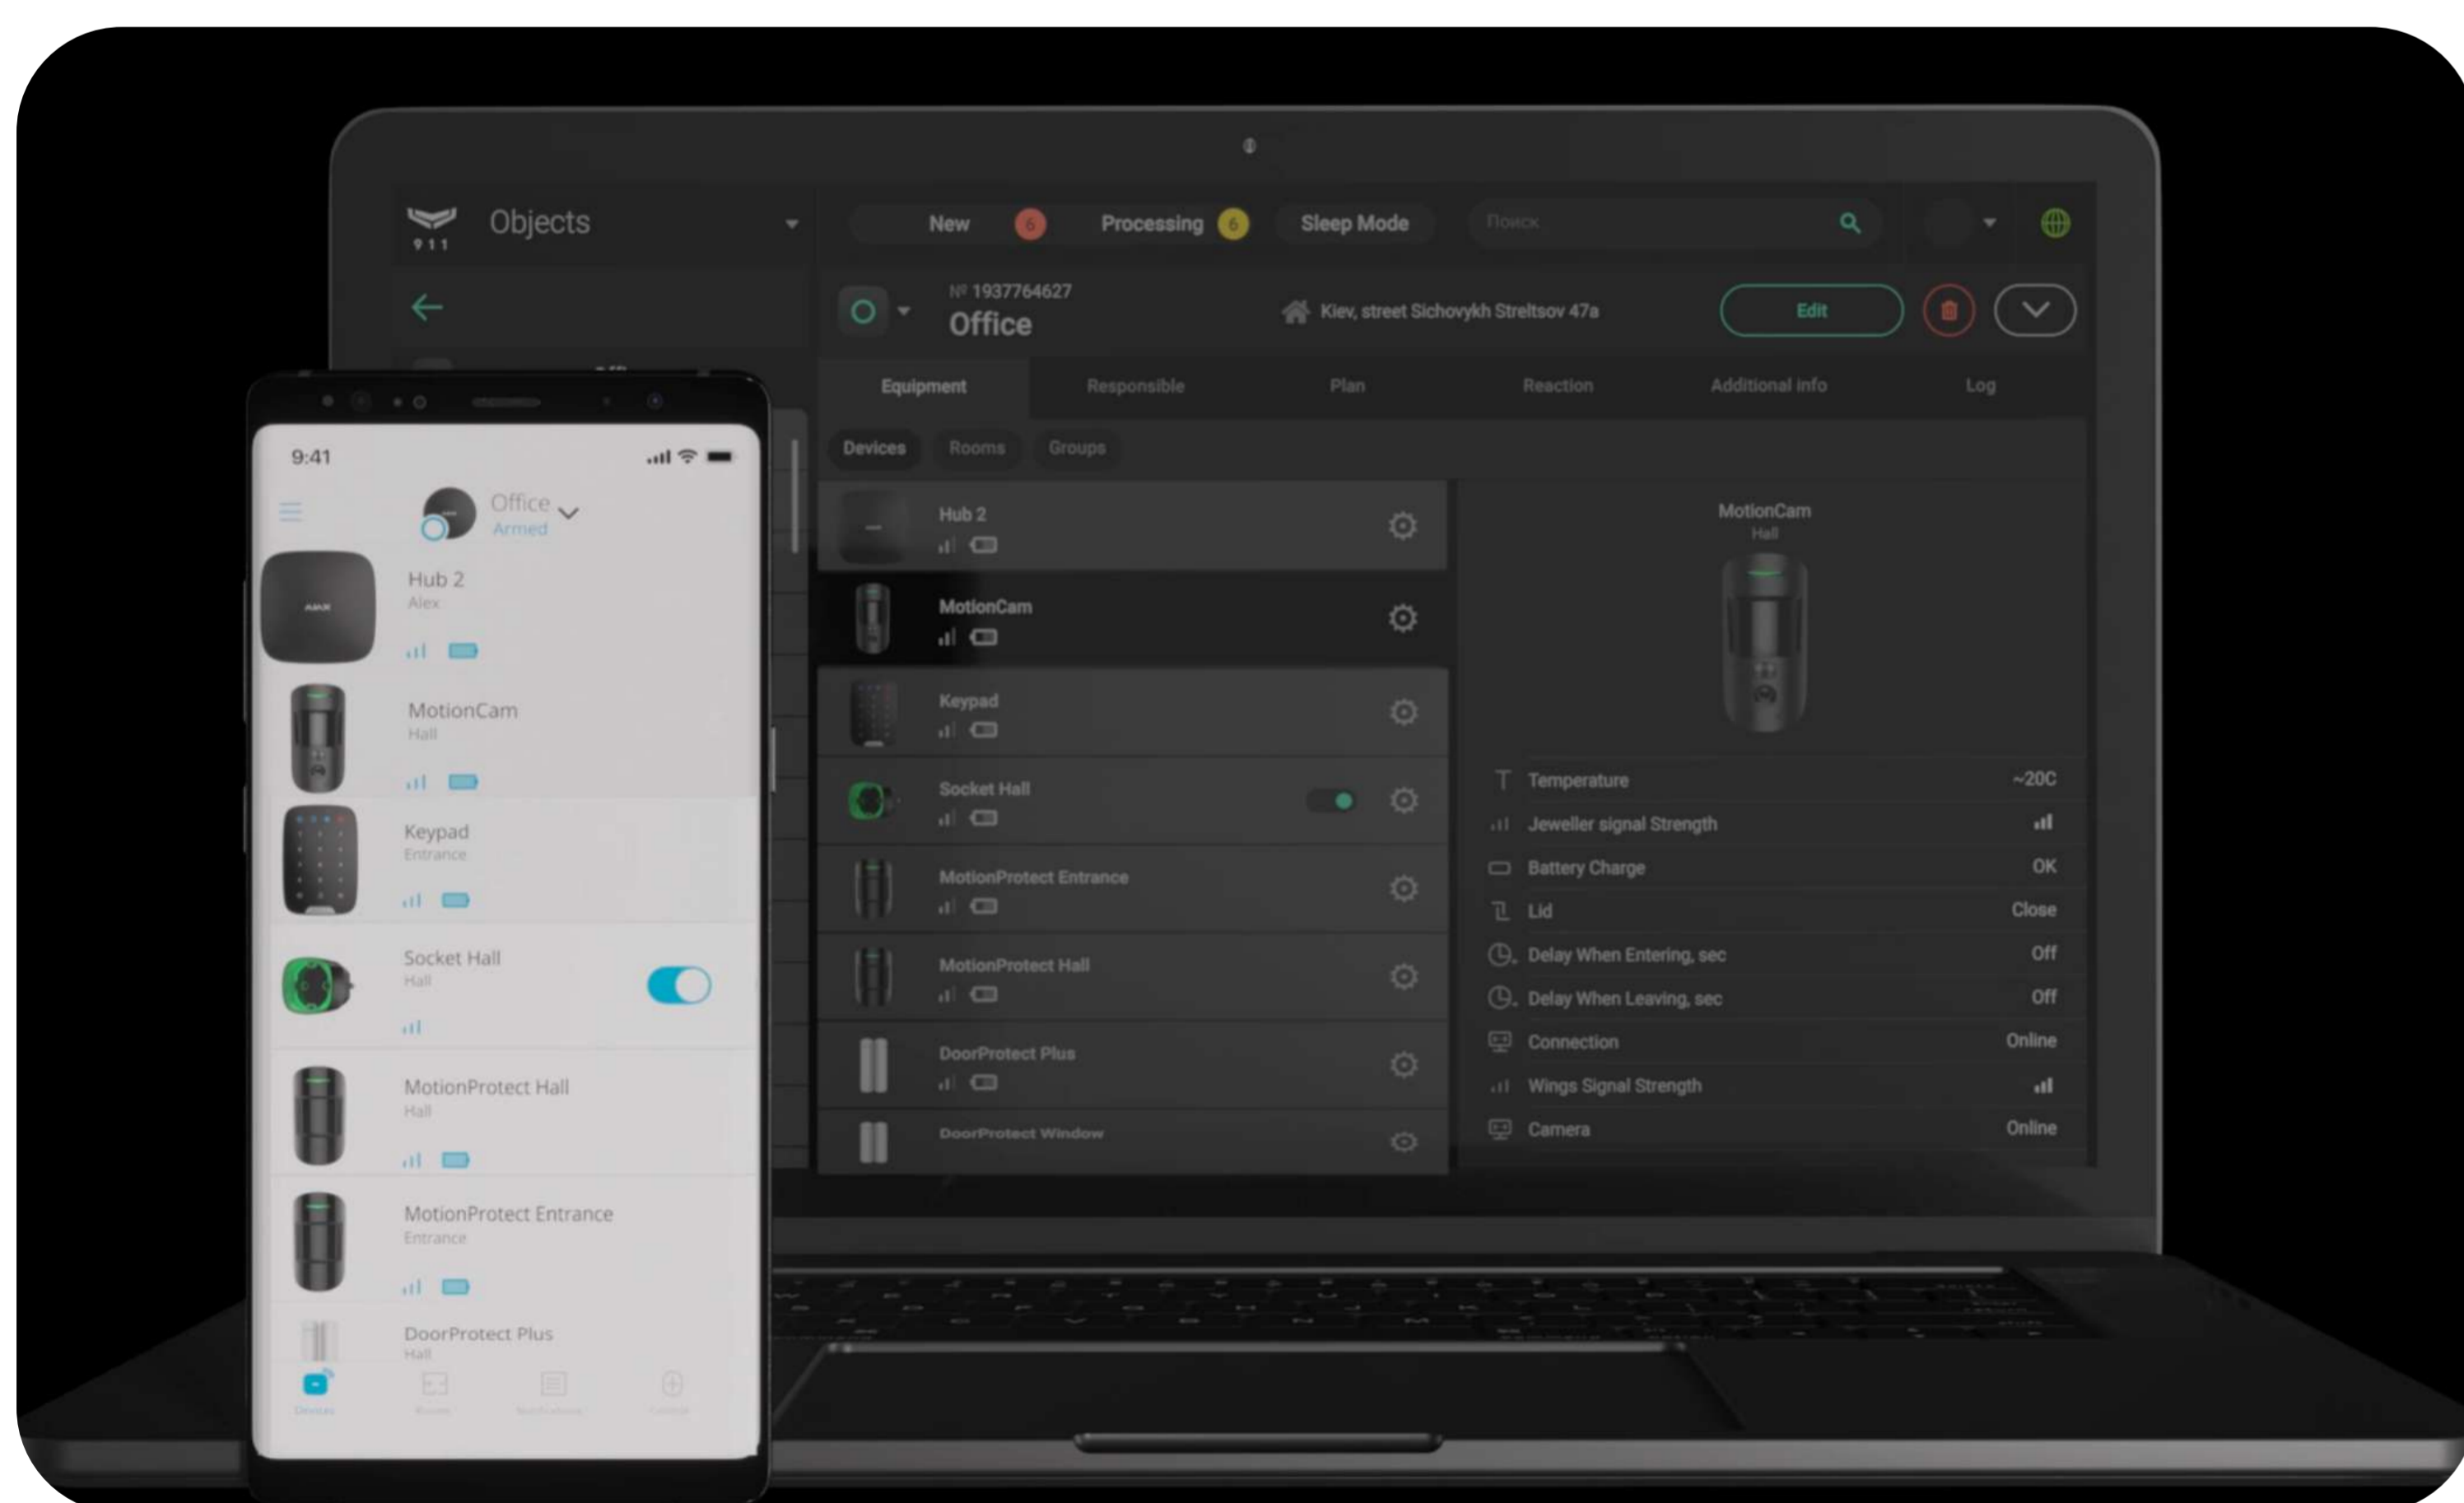 911
Objects
New 6 Processing 6 Sleep Mode Поиск
№ 1937764627
Office
Kiev, street Sichovykh Streltsov 47a
Edit
Equipment Responsible Plan Reaction Additional info Log
Devices Rooms Groups
Hub 2
MotionCam
Keypad
Socket Hall
MotionProtect Entrance
MotionProtect Hall
DoorProtect Plus
DoorProtect Window
MotionCam
Hall
Temperature ~20C
Jeweller signal Strength
Battery Charge OK
Lid Close
Delay When Entering, sec Off
Delay When Leaving, sec Off
Connection Online
Wings Signal Strength
Camera Online
9:41
Office
Armed
AJAX
Hub 2
Alex
MotionCam
Hall
Keypad
Entrance
Socket Hall
Hall
MotionProtect Hall
Hall
MotionProtect Entrance
Entrance
DoorProtect Plus
Hall
Devices Rooms Notifications